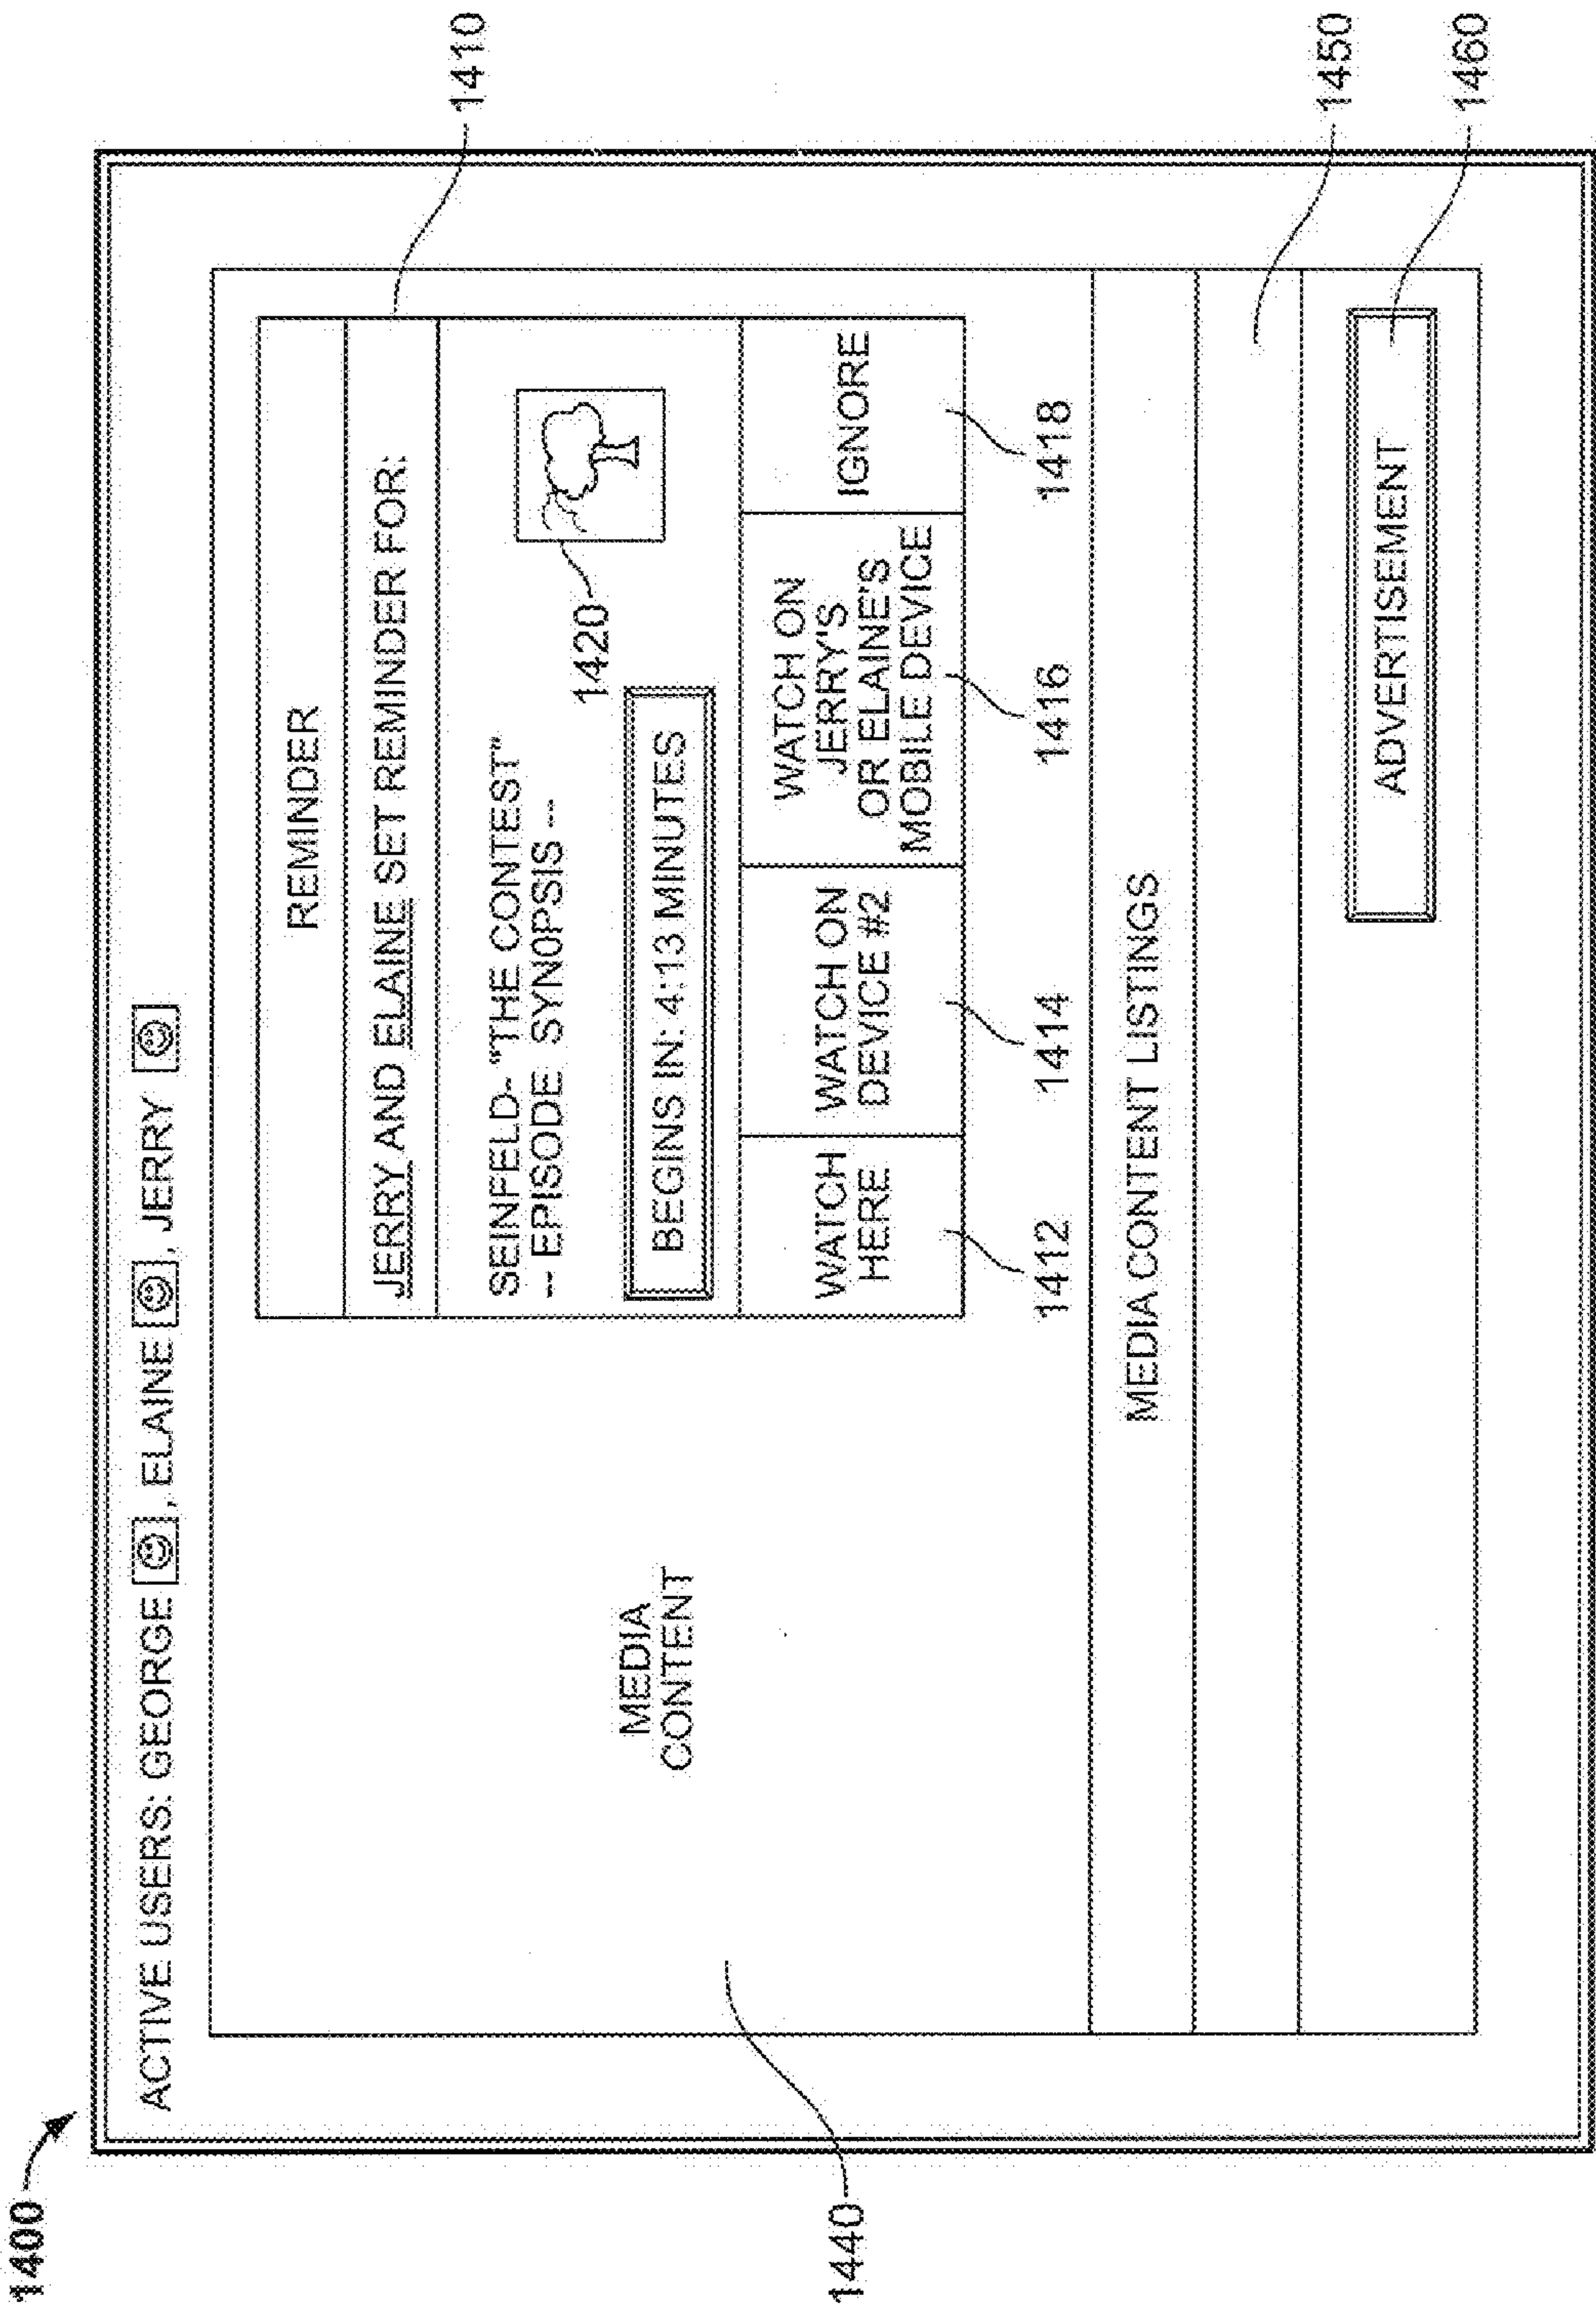 1400
ACTIVE USERS: GEORGE , ELAINE , JERRY
REMINDER
JERRY AND ELAINE SET REMINDER FOR:
1410
SEINFELD- "THE CONTEST"
-- EPISODE SYNOPSIS --
1420
BEGINS IN: 4:13 MINUTES
WATCH
HERE
WATCH ON
DEVICE #2
WATCH ON
JERRY'S
OR ELAINE'S
MOBILE DEVICE
IGNORE
1412
1414
1416
1418
MEDIA
CONTENT
1440
MEDIA CONTENT LISTINGS
1450
ADVERTISEMENT
1460